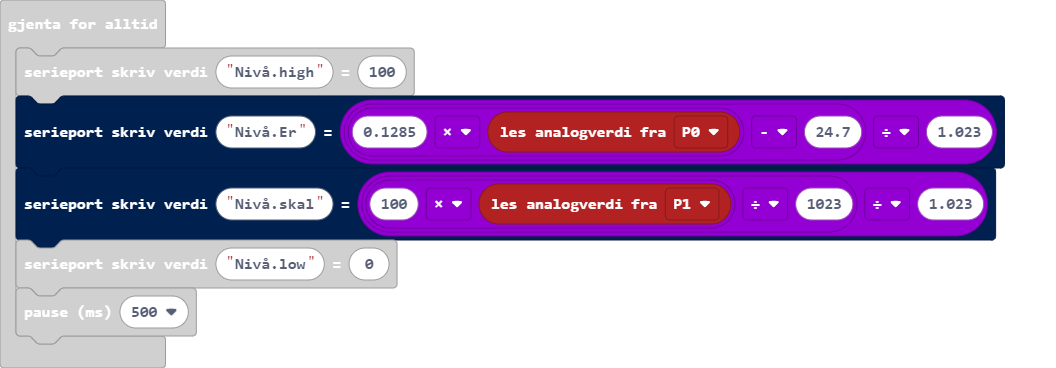 gjenta for alltid
serieport skriv verdi "Nivå.high" = 100
serieport skriv verdi "Nivå.Er" = 0.1285 × les analogverdi fra P0 - 24.7 ÷ 1.023
serieport skriv verdi "Nivå.skal" = 100 × les analogverdi fra P1 ÷ 1023 ÷ 1.023
serieport skriv verdi "Nivå.low" = 0
pause (ms) 500